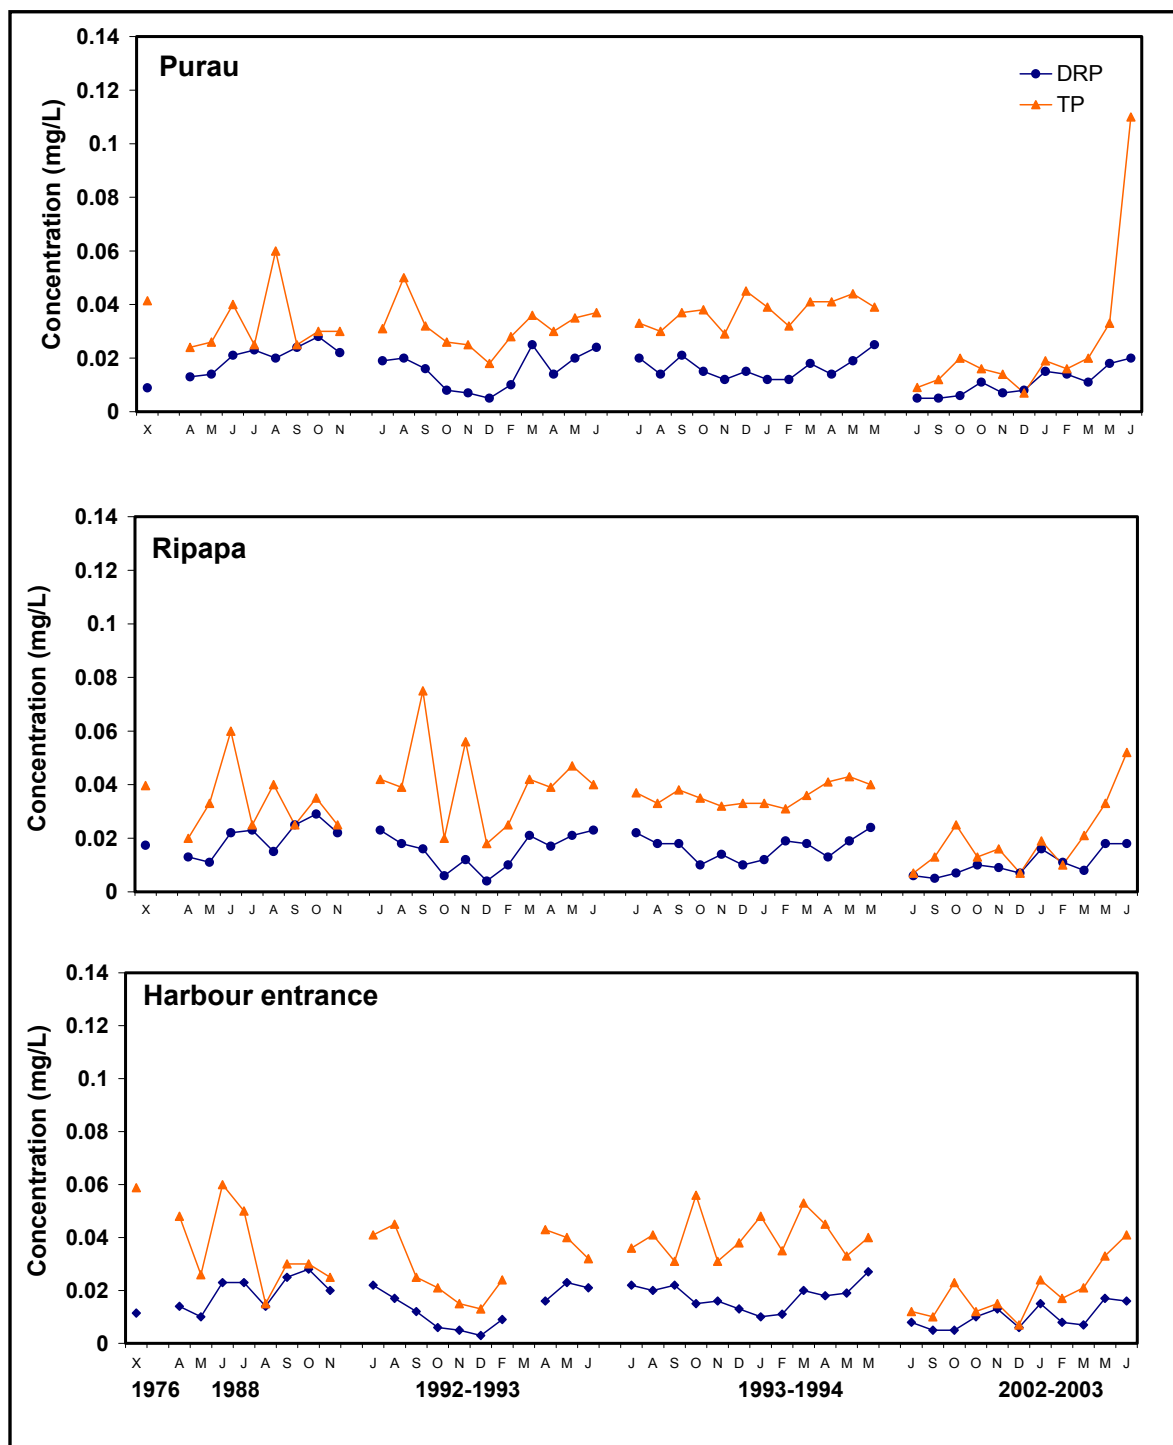 0.14
Purau
DRP
TP
0.12
0.1
0.08
0.06
0.04
0.02
0
Concentration (mg/L)
X A M J J A S O N J A S O N D F M A M J J A S O N D J F M A M M J S O O N D J F M M J
0.14
Ripapa
0.12
0.1
0.08
0.06
0.04
0.02
0
Concentration (mg/L)
X A M J J A S O N J A S O N D F M A M J J A S O N D J F M A M M J S O O N D J F M M J
0.14
Harbour entrance
0.12
0.1
0.08
0.06
0.04
0.02
0
Concentration (mg/L)
X A M J J A S O N J A S O N D F A M J J A S O N D J F M A M M J S O O N D J F M M J
1976 1988 1992-1993 1993-1994 2002-2003